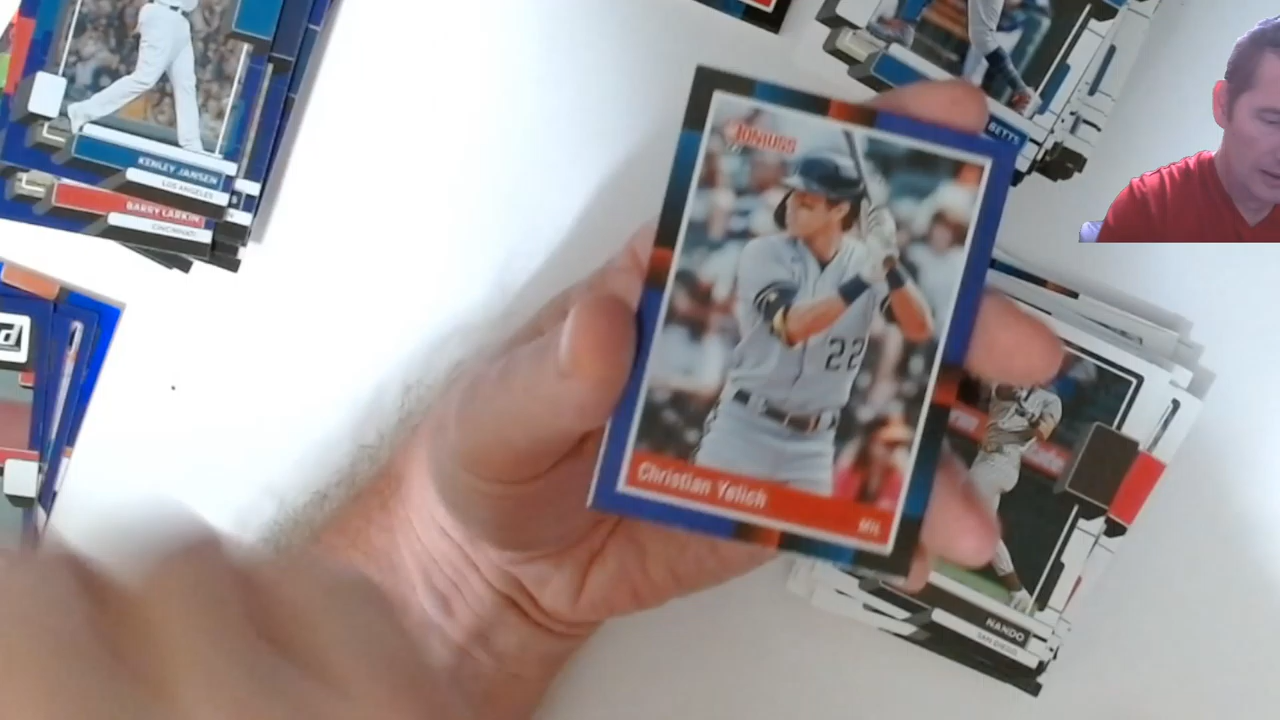 KENLEY JANSEN
LOS ANGELES
BARRY LARKIN
CINCINNATI
DONRUSS
22
Christian Yelich
Mil
BETTS
NANDO
SAN DIEGO